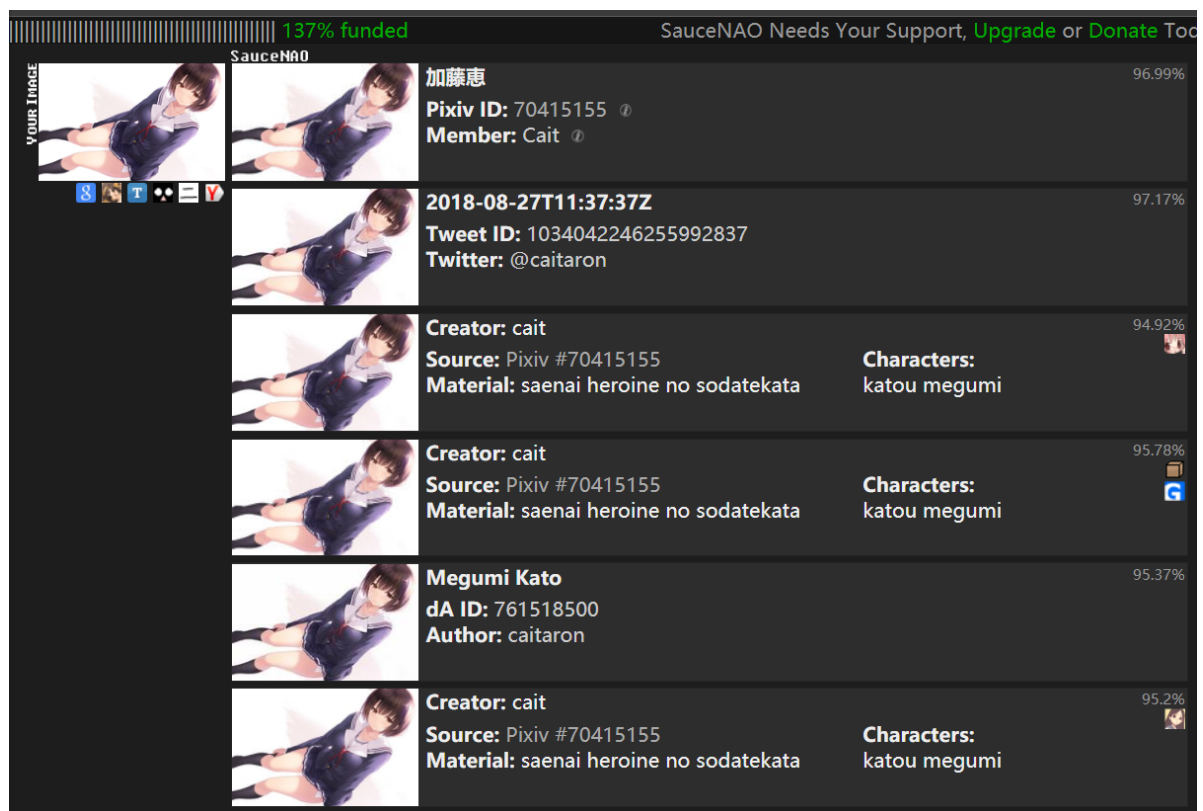 137% funded
SauceNAO Needs Your Support, Upgrade or Donate Tod
YOUR IMAGE
SauceNAO
加藤恵
96.99%
Pixiv ID: 70415155
Member: Cait
2018-08-27T11:37:37Z
97.17%
Tweet ID: 1034042246255992837
Twitter: @caitaron
Creator: cait
94.92%
Source: Pixiv #70415155
Characters:
Material: saenai heroine no sodatekata
katou megumi
Creator: cait
95.78%
Source: Pixiv #70415155
Characters:
Material: saenai heroine no sodatekata
katou megumi
Megumi Kato
95.37%
dA ID: 761518500
Author: caitaron
Creator: cait
95.2%
Source: Pixiv #70415155
Characters:
Material: saenai heroine no sodatekata
katou megumi